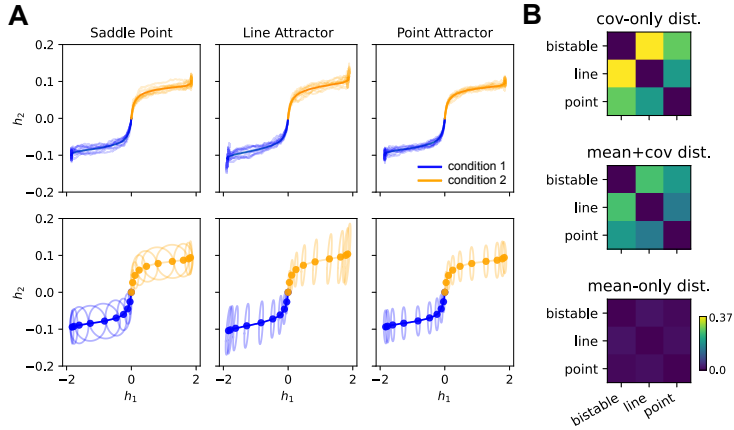 A
B
Saddle Point
Line Attractor
Point Attractor
cov-only dist.
0.2
0.1
0.0
−0.1
−0.2
h2
condition 1
condition 2
bistable
line
point
mean+cov dist.
bistable
line
point
0.2
0.1
0.0
−0.1
−0.2
h2
−2 0 2
−2 0 2
−2 0 2
h1
h1
h1
mean-only dist.
bistable
line
point
0.37
0.0
bistable
line
point